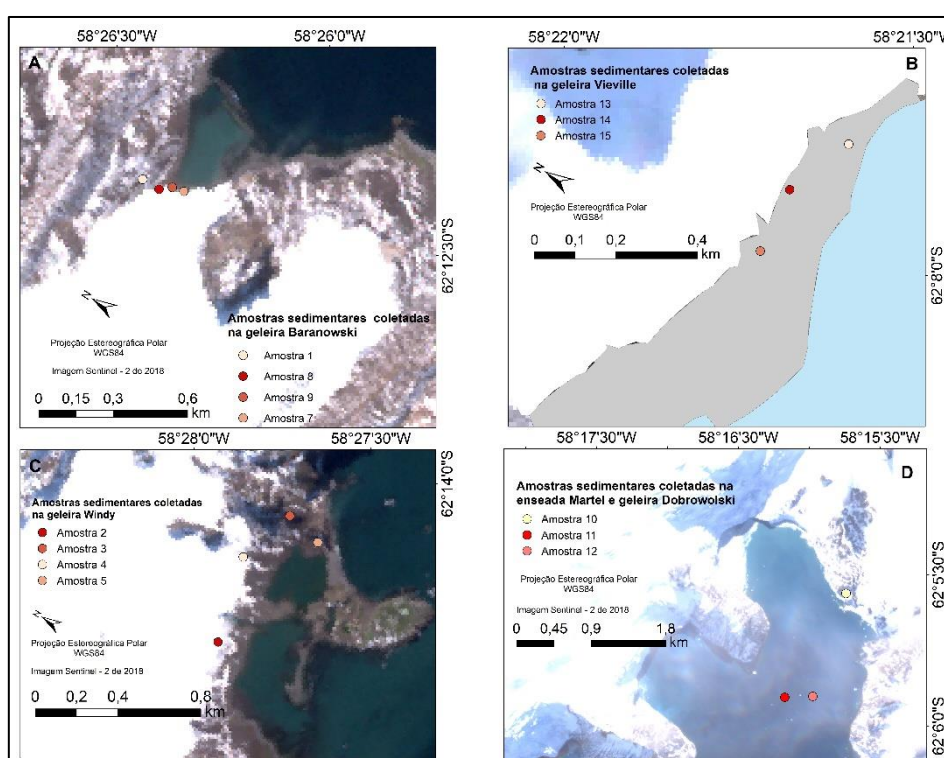 58°26'30"W
58°26'0"W
A
62°12'30"S
N
Projeção Estereográfica Polar
WGS84
Imagem Sentinel - 2 de 2018
0 0,15 0,3 0,6
km
Amostras sedimentares coletadas
na geleira Baranowski
Amostra 1
Amostra 8
Amostra 9
Amostra 7
58°22'0"W
58°21'30"W
B
Amostras sedimentares coletadas
na geleira Vieville
Amostra 13
Amostra 14
Amostra 15
N
Projeção Estereográfica Polar
WGS84
0 0,1 0,2 0,4
km
62°8'0"S
58°28'0"W
58°27'30"W
C
62°14'0"S
Amostras sedimentares coletadas
na geleira Windy
Amostra 2
Amostra 3
Amostra 4
Amostra 5
N
Projeção Estereográfica Polar
WGS84
Imagem Sentinel - 2 de 2018
0 0,2 0,4 0,8
km
58°17'30"W
58°16'30"W
58°15'30"W
D
Amostras sedimentares coletadas na
enseada Martel e geleira Dobrowolski
Amostra 10
Amostra 11
Amostra 12
N
Projeção Estereográfica Polar
WGS84
Imagem Sentinel - 2 de 2018
0 0,45 0,9 1,8
km
62°5'30"S
62°6'0"S